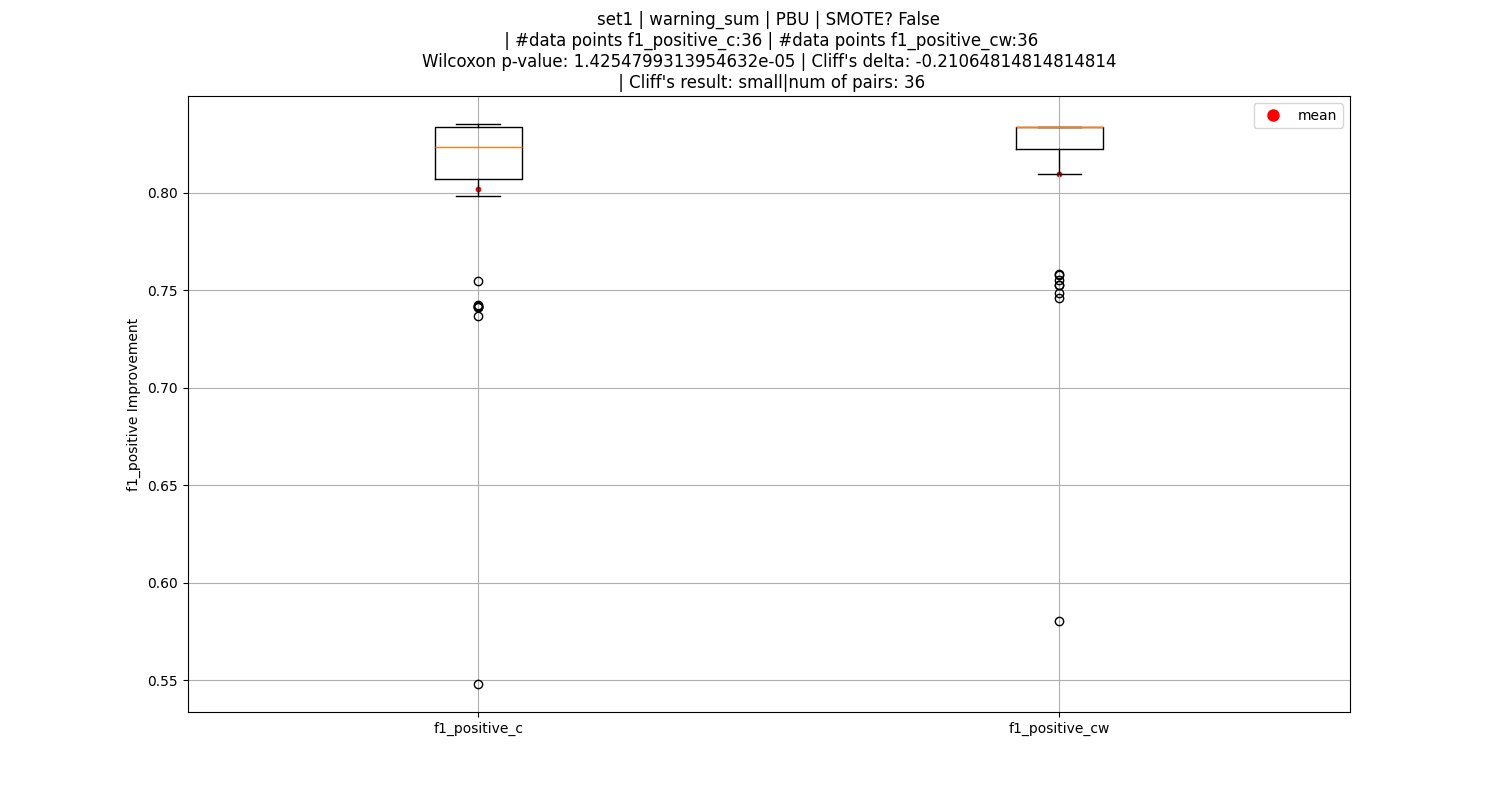 set1 | warning_sum | PBU | SMOTE? False
| #data points f1_positive_c:36 | #data points f1_positive_cw:36
Wilcoxon p-value: 1.4254799313954632e-05 | Cliff's delta: -0.21064814814814814
| Cliff's result: small|num of pairs: 36
mean
0.80
0.75
0.70
0.65
0.60
0.55
f1_positive Improvement
f1_positive_c
f1_positive_cw